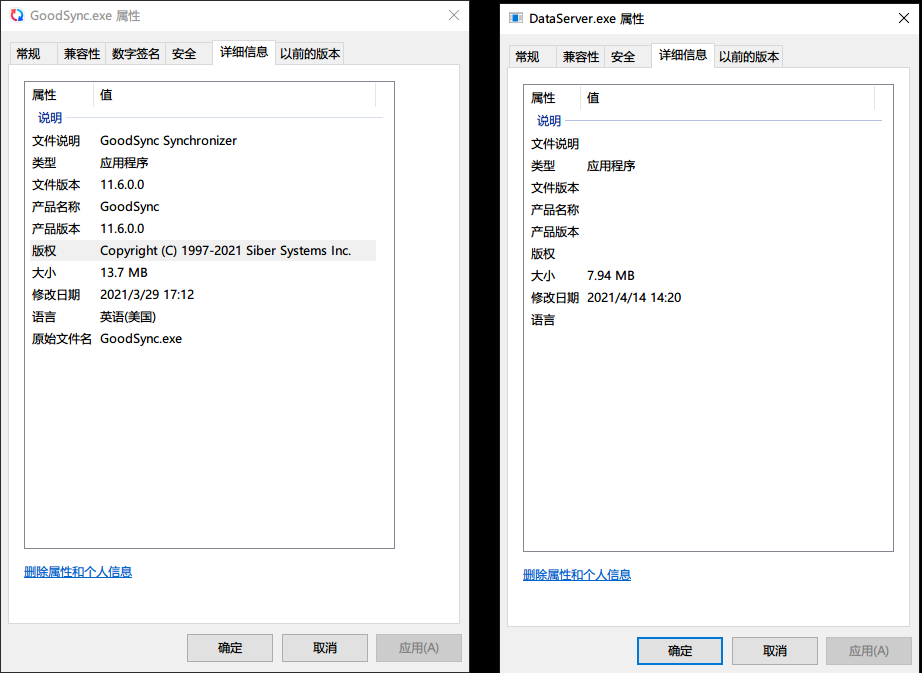 GoodSync.exe 属性
常规 兼容性 数字签名 安全 详细信息 以前的版本
属性 值
说明
文件说明 GoodSync Synchronizer
类型 应用程序
文件版本 11.6.0.0
产品名称 GoodSync
产品版本 11.6.0.0
版权 Copyright (C) 1997-2021 Siber Systems Inc.
大小 13.7 MB
修改日期 2021/3/29 17:12
语言 英语(美国)
原始文件名 GoodSync.exe
删除属性和个人信息
确定 取消 应用(A)
DataServer.exe 属性
常规 兼容性 安全 详细信息 以前的版本
属性 值
说明
文件说明
类型 应用程序
文件版本
产品名称
产品版本
版权
大小 7.94 MB
修改日期 2021/4/14 14:20
语言
删除属性和个人信息
确定 取消 应用(A)